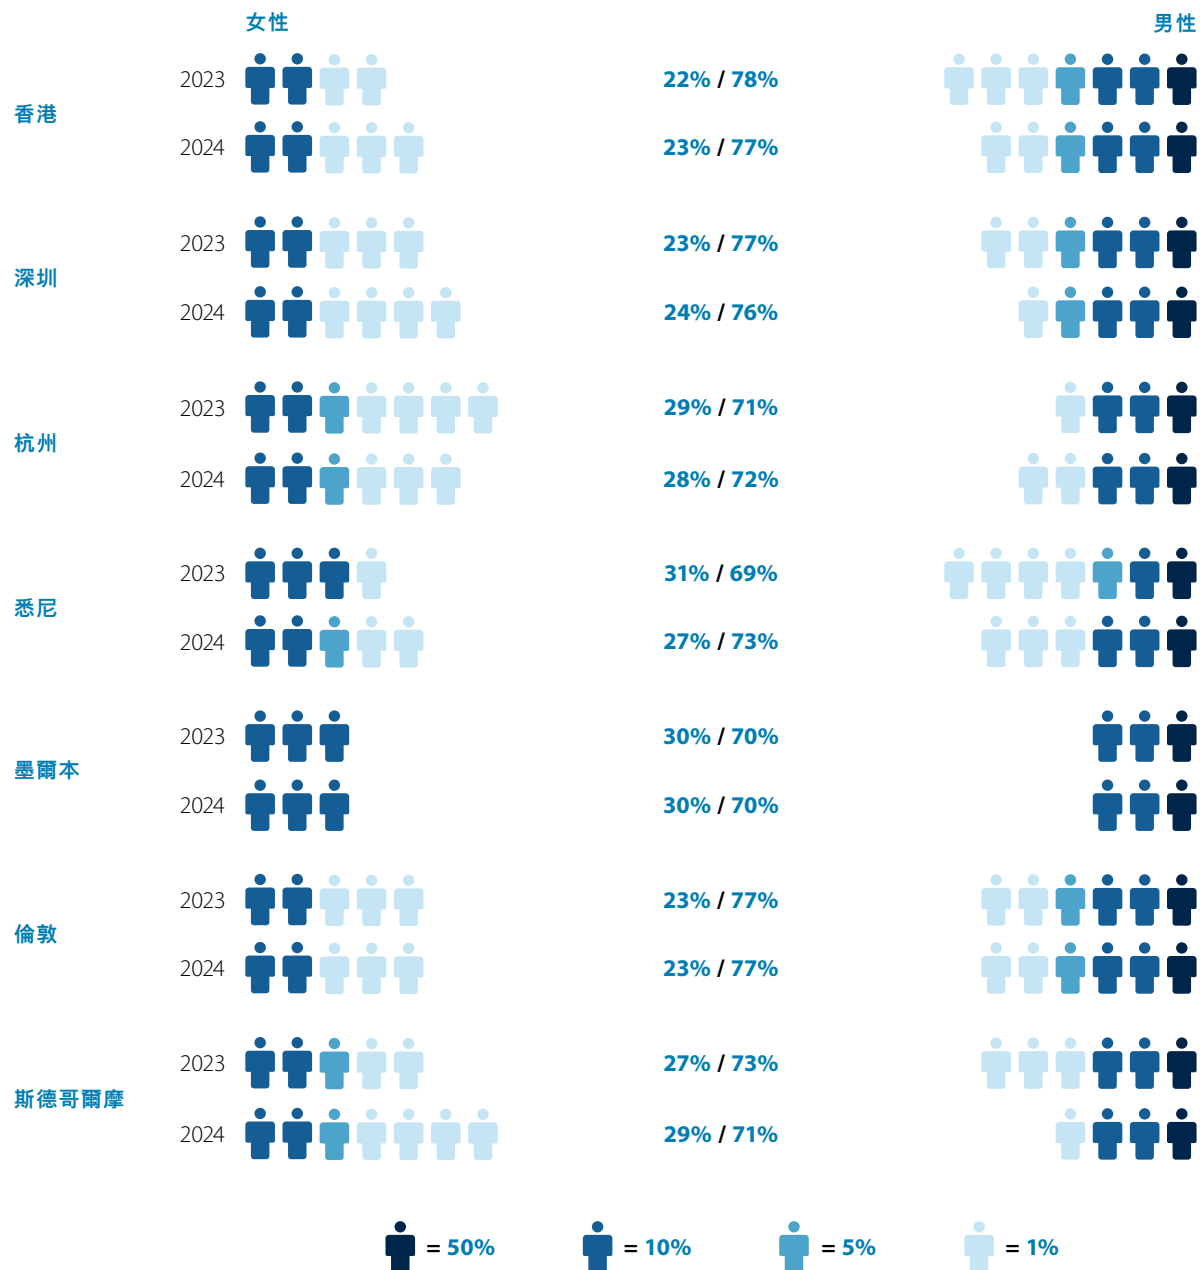 女性 男性
香港
2023 22% / 78%
2024 23% / 77%
深圳
2023 23% / 77%
2024 24% / 76%
杭州
2023 29% / 71%
2024 28% / 72%
悉尼
2023 31% / 69%
2024 27% / 73%
墨爾本
2023 30% / 70%
2024 30% / 70%
倫敦
2023 23% / 77%
2024 23% / 77%
斯德哥爾摩
2023 27% / 73%
2024 29% / 71%
= 50% = 10% = 5% = 1%